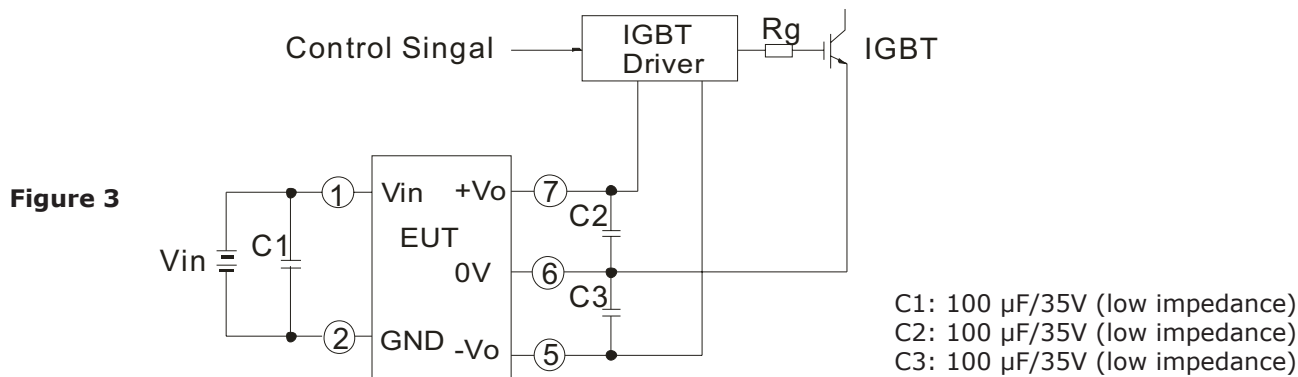 Control Singal
IGBT
Driver
Rg
IGBT
Figure 3
Vin
C1
1
2
Vin
+Vo
EUT
0V
GND
-Vo
7
6
5
C2
C3
C1: 100 µF/35V (low impedance)
C2: 100 µF/35V (low impedance)
C3: 100 µF/35V (low impedance)